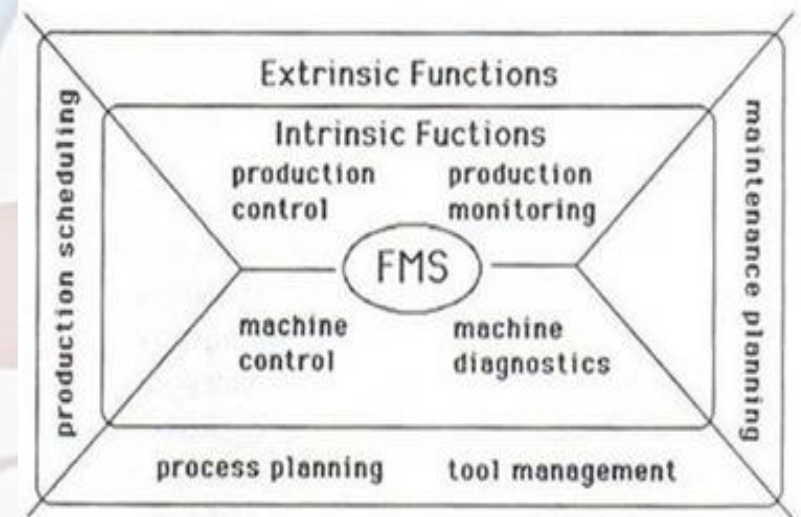 Extrinsic Functions
Intrinsic Fuctions
production
control
production
monitoring
FMS
machine
control
machine
diagnostics
production scheduling
maintenance planning
process planning
tool management